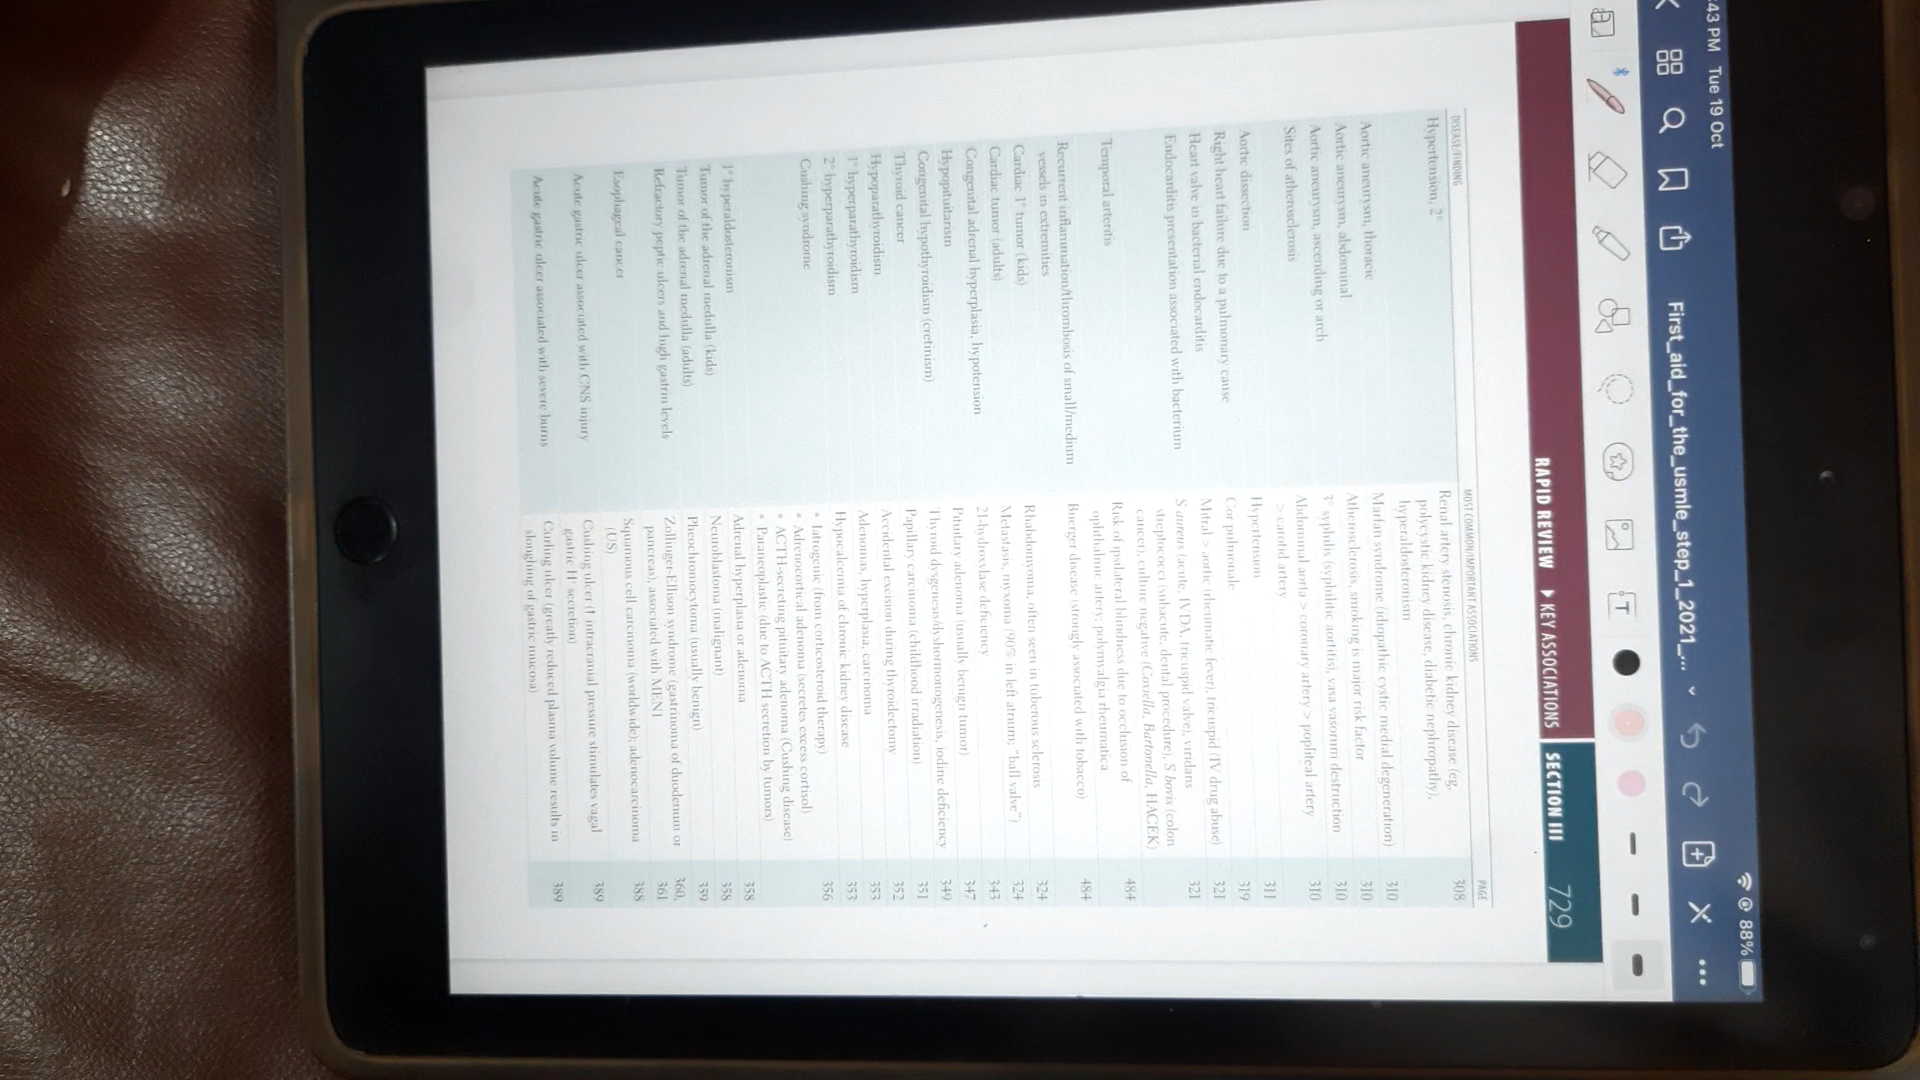 :43 PM Tue 19 Oct
88%
First_aid_for_the_usmle_step_1_2021_...
RAPID REVIEW ▶ KEY ASSOCIATIONS SECTION III 729
DISEASE/FINDING MOST COMMON/IMPORTANT ASSOCIATIONS PAGE
Hypertension, 2° Renal artery stenosis, chronic kidney disease (eg, 308
polycystic kidney disease, diabetic nephropathy),
hyperaldosteronism
Aortic aneurysm, thoracic Marfan syndrome (idiopathic cystic medial degeneration) 310
Aortic aneurysm, abdominal Atherosclerosis, smoking is major risk factor 310
Aortic aneurysm, ascending or arch 3° syphilis (syphilitic aortitis), vasa vasorum destruction 310
Sites of atherosclerosis Abdominal aorta > coronary artery > popliteal artery 310
> carotid artery
Aortic dissection Hypertension 311
Right heart failure due to a pulmonary cause Cor pulmonale 319
Heart valve in bacterial endocarditis Mitral > aortic (rheumatic fever), tricuspid (IV drug abuse) 321
Endocarditis presentation associated with bacterium S aureus (acute, IVDA, tricuspid valve), viridans 321
streptococci (subacute, dental procedure), S bovis (colon
cancer), culture negative (Coxiella, Bartonella, HACEK)
Temporal arteritis Risk of ipsilateral blindness due to occlusion of 484
ophthalmic artery; polymyalgia rheumatica
Recurrent inflammation/thrombosis of small/medium Buerger disease (strongly associated with tobacco) 484
vessels in extremities
Cardiac 1° tumor (kids) Rhabdomyoma, often seen in tuberous sclerosis 324
Cardiac tumor (adults) Metastasis, myxoma (90% in left atrium; "ball valve") 324
Congenital adrenal hyperplasia, hypotension 21-hydroxylase deficiency 343
Hypopituitarism Pituitary adenoma (usually benign tumor) 347
Congenital hypothyroidism (cretinism) Thyroid dysgenesis/dyshormonogenesis, iodine deficiency 349
Thyroid cancer Papillary carcinoma (childhood irradiation) 351
Hypoparathyroidism Accidental excision during thyroidectomy 352
1° hyperparathyroidism Adenomas, hyperplasia, carcinoma 353
2° hyperparathyroidism Hypocalcemia of chronic kidney disease 353
Cushing syndrome • Iatrogenic (from corticosteroid therapy) 356
• Adrenocortical adenoma (secretes excess cortisol)
• ACTH-secreting pituitary adenoma (Cushing disease)
• Paraneoplastic (due to ACTH secretion by tumors)
1° hyperaldosteronism Adrenal hyperplasia or adenoma 358
Tumor of the adrenal medulla (kids) Neuroblastoma (malignant) 358
Tumor of the adrenal medulla (adults) Pheochromocytoma (usually benign) 359
Refractory peptic ulcers and high gastrin levels Zollinger-Ellison syndrome (gastrinoma of duodenum or 360,
pancreas), associated with MEN1 361
Esophageal cancer Squamous cell carcinoma (worldwide); adenocarcinoma 388
(US)
Acute gastric ulcer associated with CNS injury Cushing ulcer (↑ intracranial pressure stimulates vagal 389
gastric H⁺ secretion)
Acute gastric ulcer associated with severe burns Curling ulcer (greatly reduced plasma volume results in 389
sloughing of gastric mucosa)